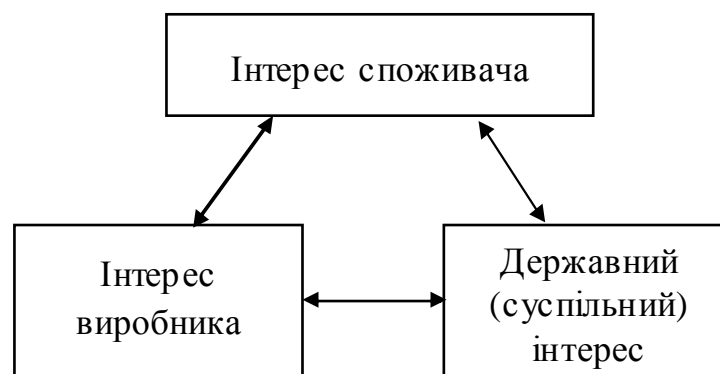 Інтерес споживача
Інтерес
виробника
Державний
(суспільний)
інтерес